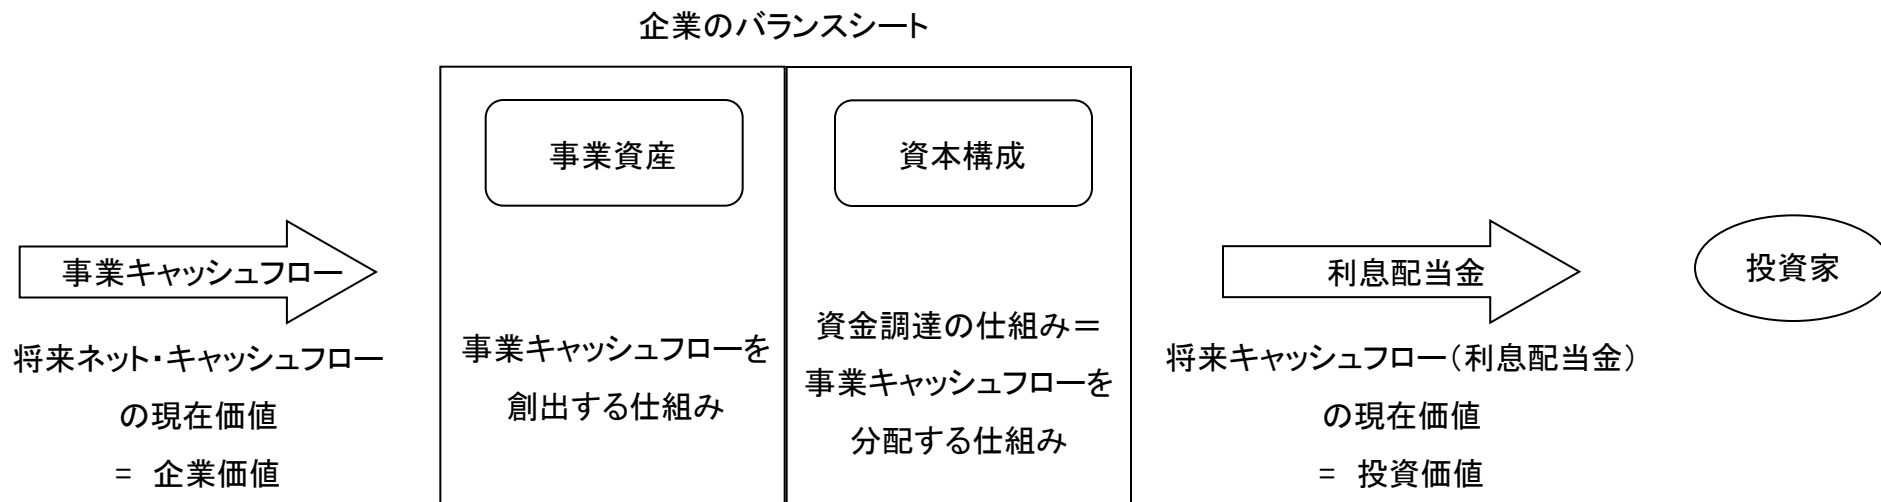 企業のバランスシート
事業資産
資本構成
事業キャッシュフロー
利息配当金
投資家
将来ネット・キャッシュフロー
の現在価値
= 企業価値
事業キャッシュフローを
創出する仕組み
資金調達の仕組み=
事業キャッシュフローを
分配する仕組み
将来キャッシュフロー(利息配当金)
の現在価値
= 投資価値